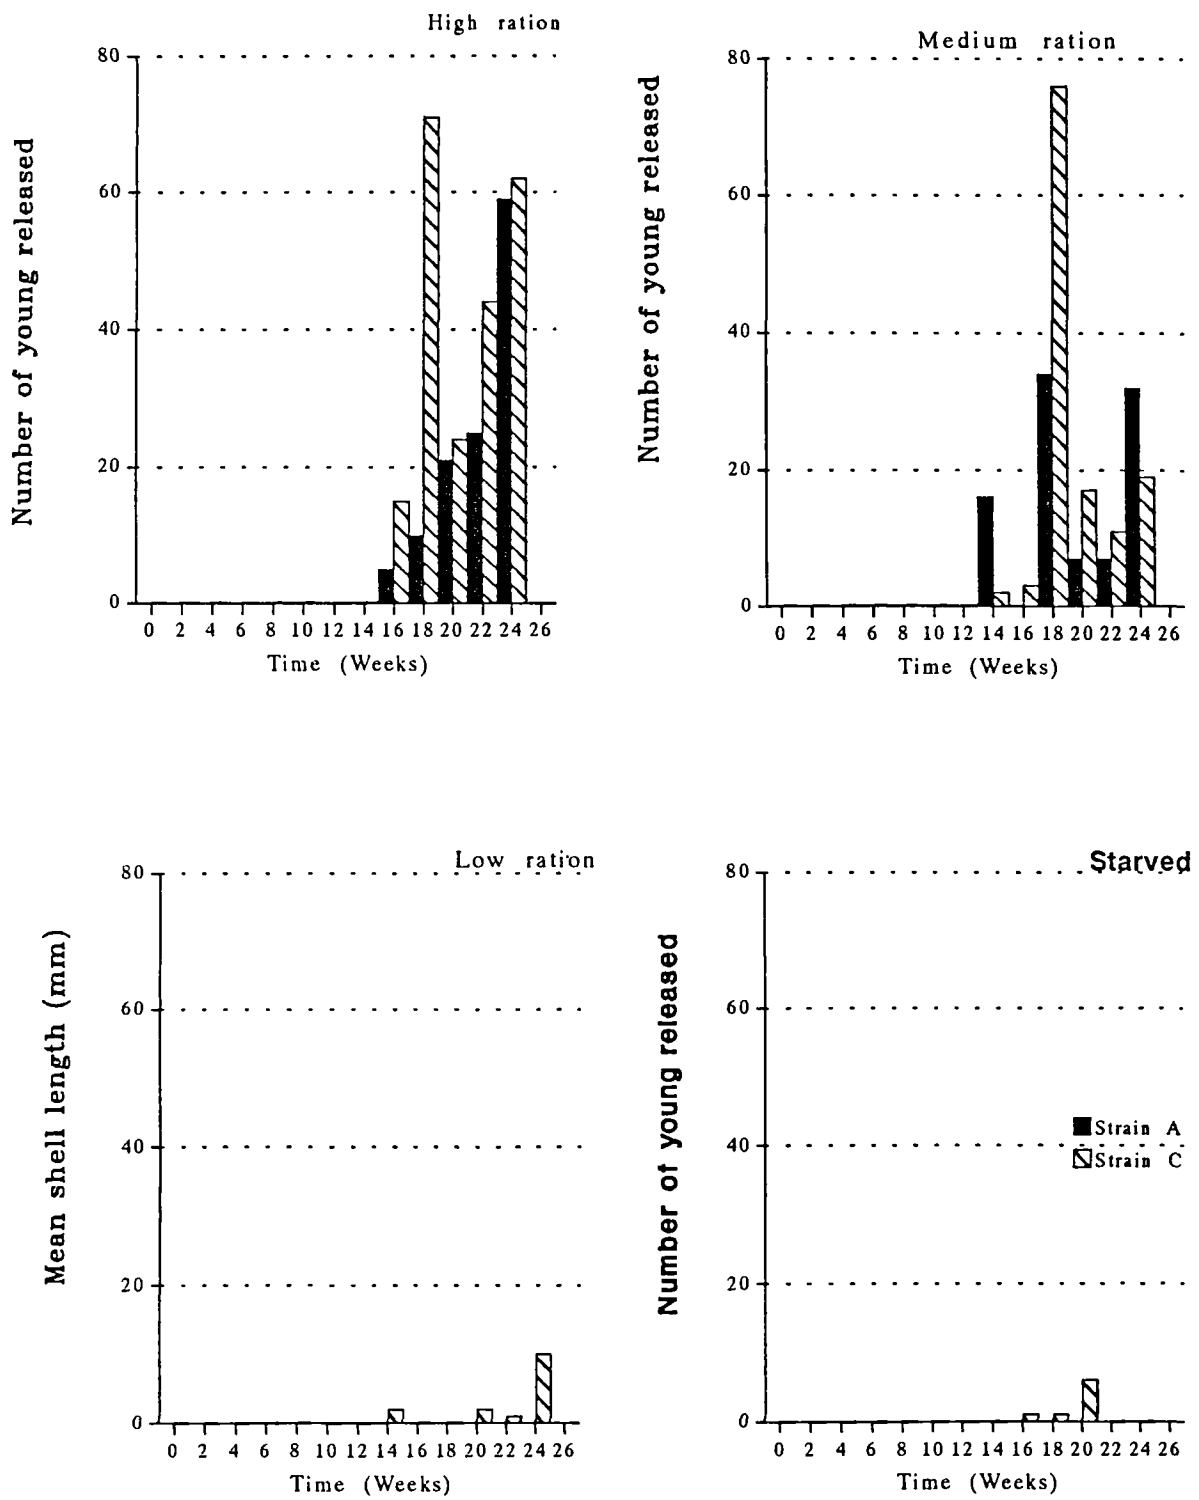 High ration
Number of young released
80
60
40
20
0
0 2 4 6 8 10 12 14 16 18 20 22 24 26
Time (Weeks)
Medium ration
Number of young released
80
60
40
20
0
0 2 4 6 8 10 12 14 16 18 20 22 24 26
Time (Weeks)
Low ration
Mean shell length (mm)
80
60
40
20
0
0 2 4 6 8 10 12 14 16 18 20 22 24 26
Time (Weeks)
Starved
Number of young released
80
60
40
20
0
Strain A
Strain C
0 2 4 6 8 10 12 14 16 18 20 22 24 26
Time (Weeks)